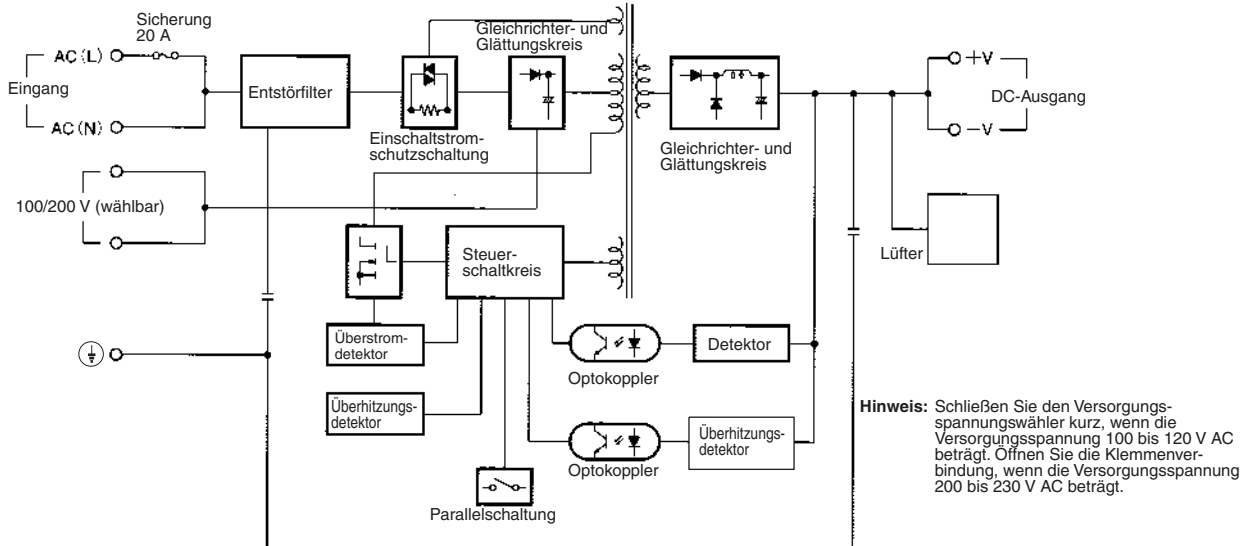 Sicherung
20 A
Gleichrichter- und
Glättungskreis
AC (L)
Eingang
AC (N)
Entstörfilter
+V
DC-Ausgang
−V
Einschaltstrom-
schutzschaltung
Gleichrichter- und
Glättungskreis
100/200 V (wählbar)
Steuer-
schaltkreis
Lüfter
Überstrom-
detektor
Detektor
Optokoppler
Überhitzungs-
detektor
Überhitzungs-
detektor
Optokoppler
Parallelschaltung
Hinweis: Schließen Sie den Versorgungs-
spannungswähler kurz, wenn die
Versorgungsspannung 100 bis 120 V AC
beträgt. Öffnen Sie die Klemmenver-
bindung, wenn die Versorgungsspannung
200 bis 230 V AC beträgt.